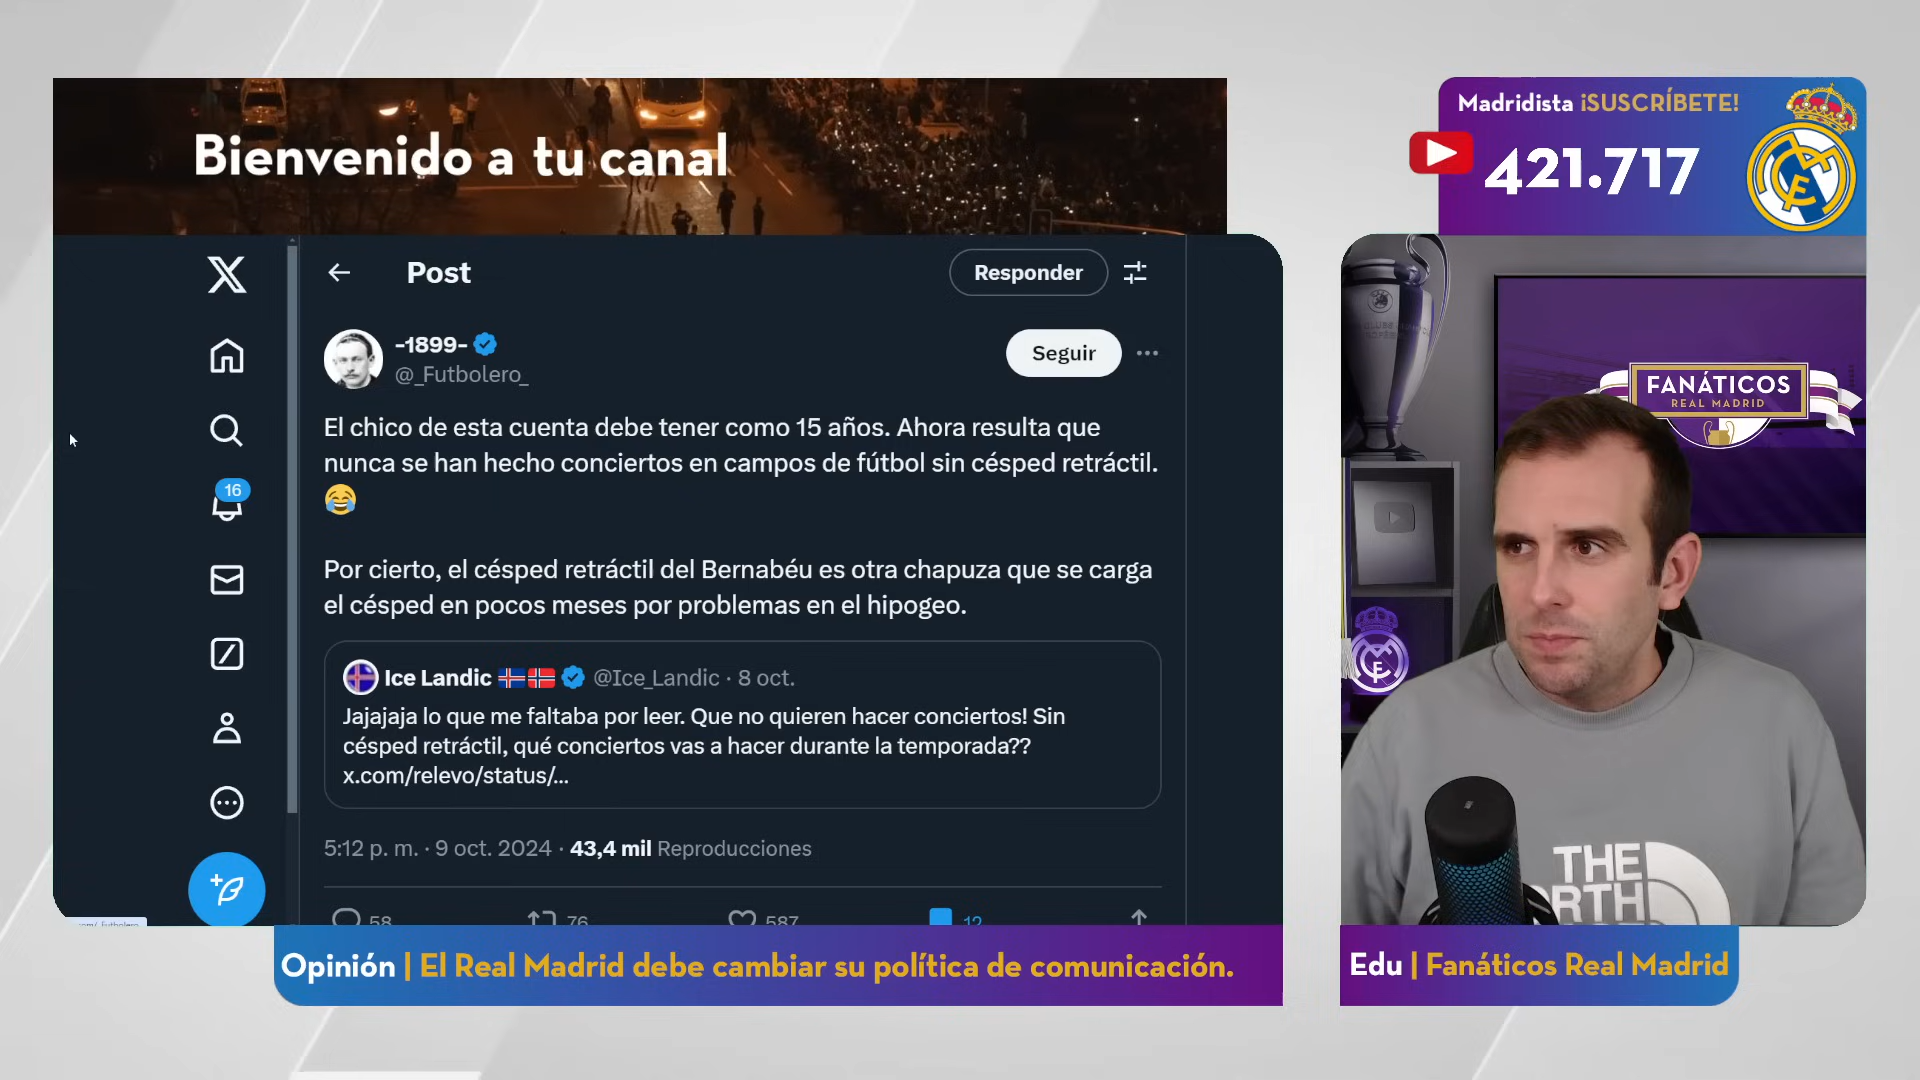 Bienvenido a tu canal
Madridista ¡SUSCRÍBETE!
421.717
Post
Responder
16
-1899-
@_Futbolero_
Seguir
El chico de esta cuenta debe tener como 15 años. Ahora resulta que
nunca se han hecho conciertos en campos de fútbol sin césped retráctil.
😂
Por cierto, el césped retráctil del Bernabéu es otra chapuza que se carga
el césped en pocos meses por problemas en el hipogeo.
Ice Landic 🇮🇸🇳🇴 @Ice_Landic · 8 oct.
Jajajaja lo que me faltaba por leer. Que no quieren hacer conciertos! Sin
césped retráctil, qué conciertos vas a hacer durante la temporada??
x.com/relevo/status/...
5:12 p. m. · 9 oct. 2024 · 43,4 mil Reproducciones
58 76 587 12
FANÁTICOS
REAL MADRID
THE
NORTH
Opinión | El Real Madrid debe cambiar su política de comunicación.
Edu | Fanáticos Real Madrid